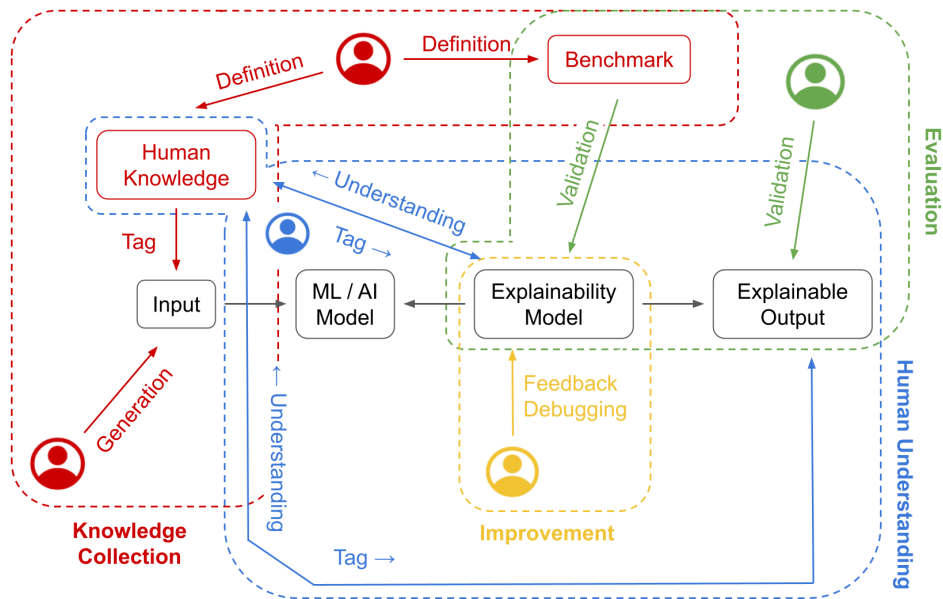 Definition
Benchmark
Definition
Human
Knowledge
← Understanding
Validation
Validation
Evaluation
Tag
Tag →
Input
ML / AI
Model
Explainability
Model
Explainable
Output
Generation
← Understanding
Feedback
Debugging
Human Understanding
Knowledge
Collection
Improvement
Tag →